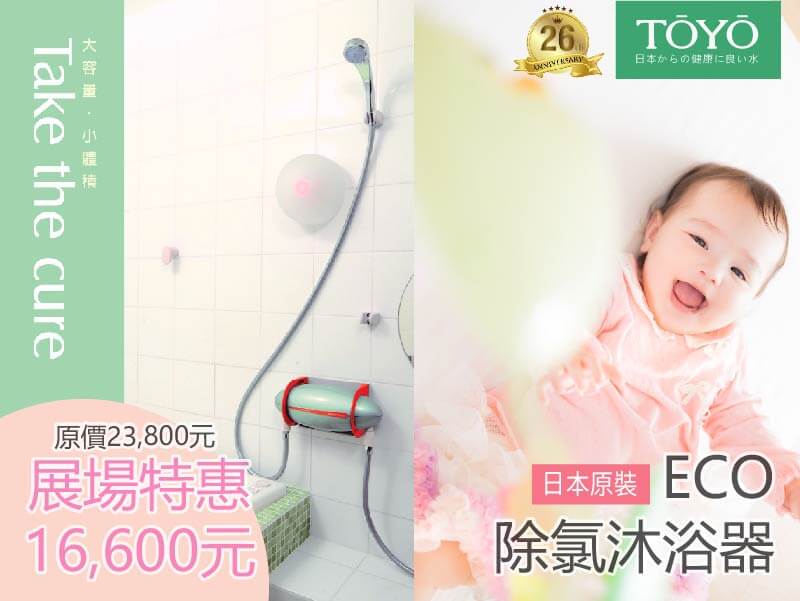 Take the cure
大容量．小體積
原價23,800元
展場特惠
16,600元
26th
ANNIVERSARY
TŌYŌ
日本からの健康に良い水
日本原裝 ECO
除氯沐浴器